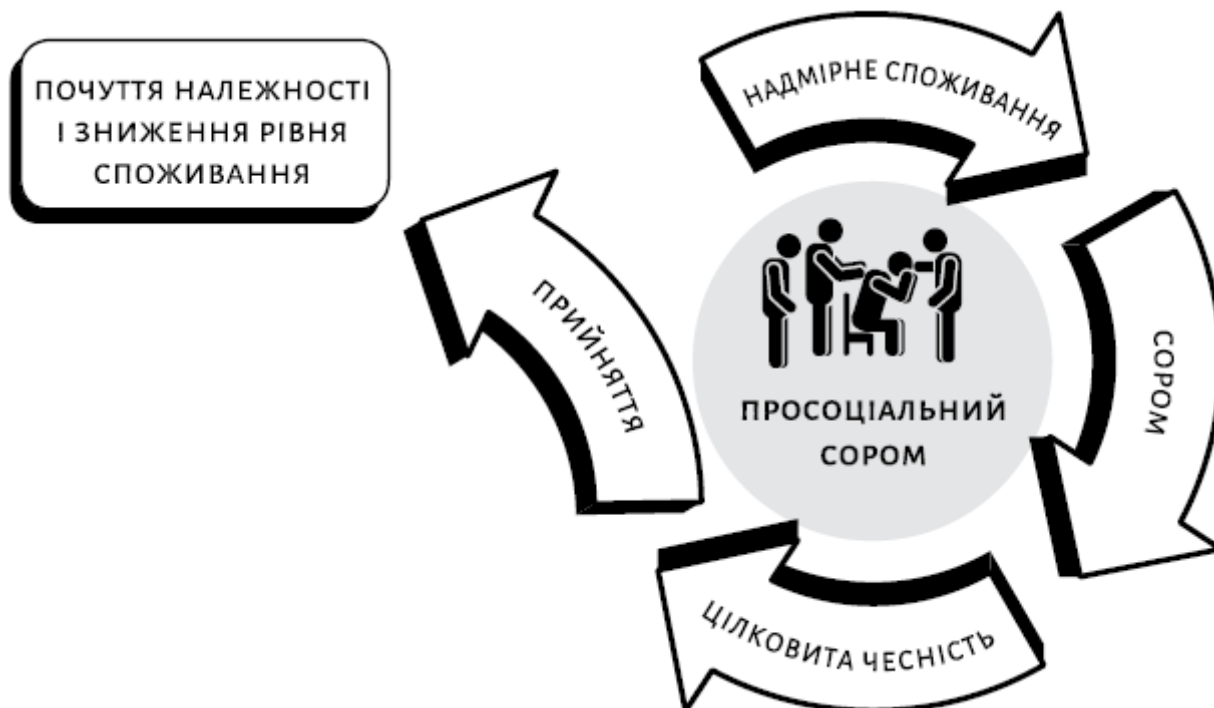 ПОЧУТТЯ НАЛЕЖНОСТІ
І ЗНИЖЕННЯ РІВНЯ
СПОЖИВАННЯ
НАДМІРНЕ СПОЖИВАННЯ
СОРОМ
ЦІЛКОВИТА ЧЕСНІСТЬ
ПРИЙНЯТТЯ
ПРОСОЦІАЛЬНИЙ
СОРОМ